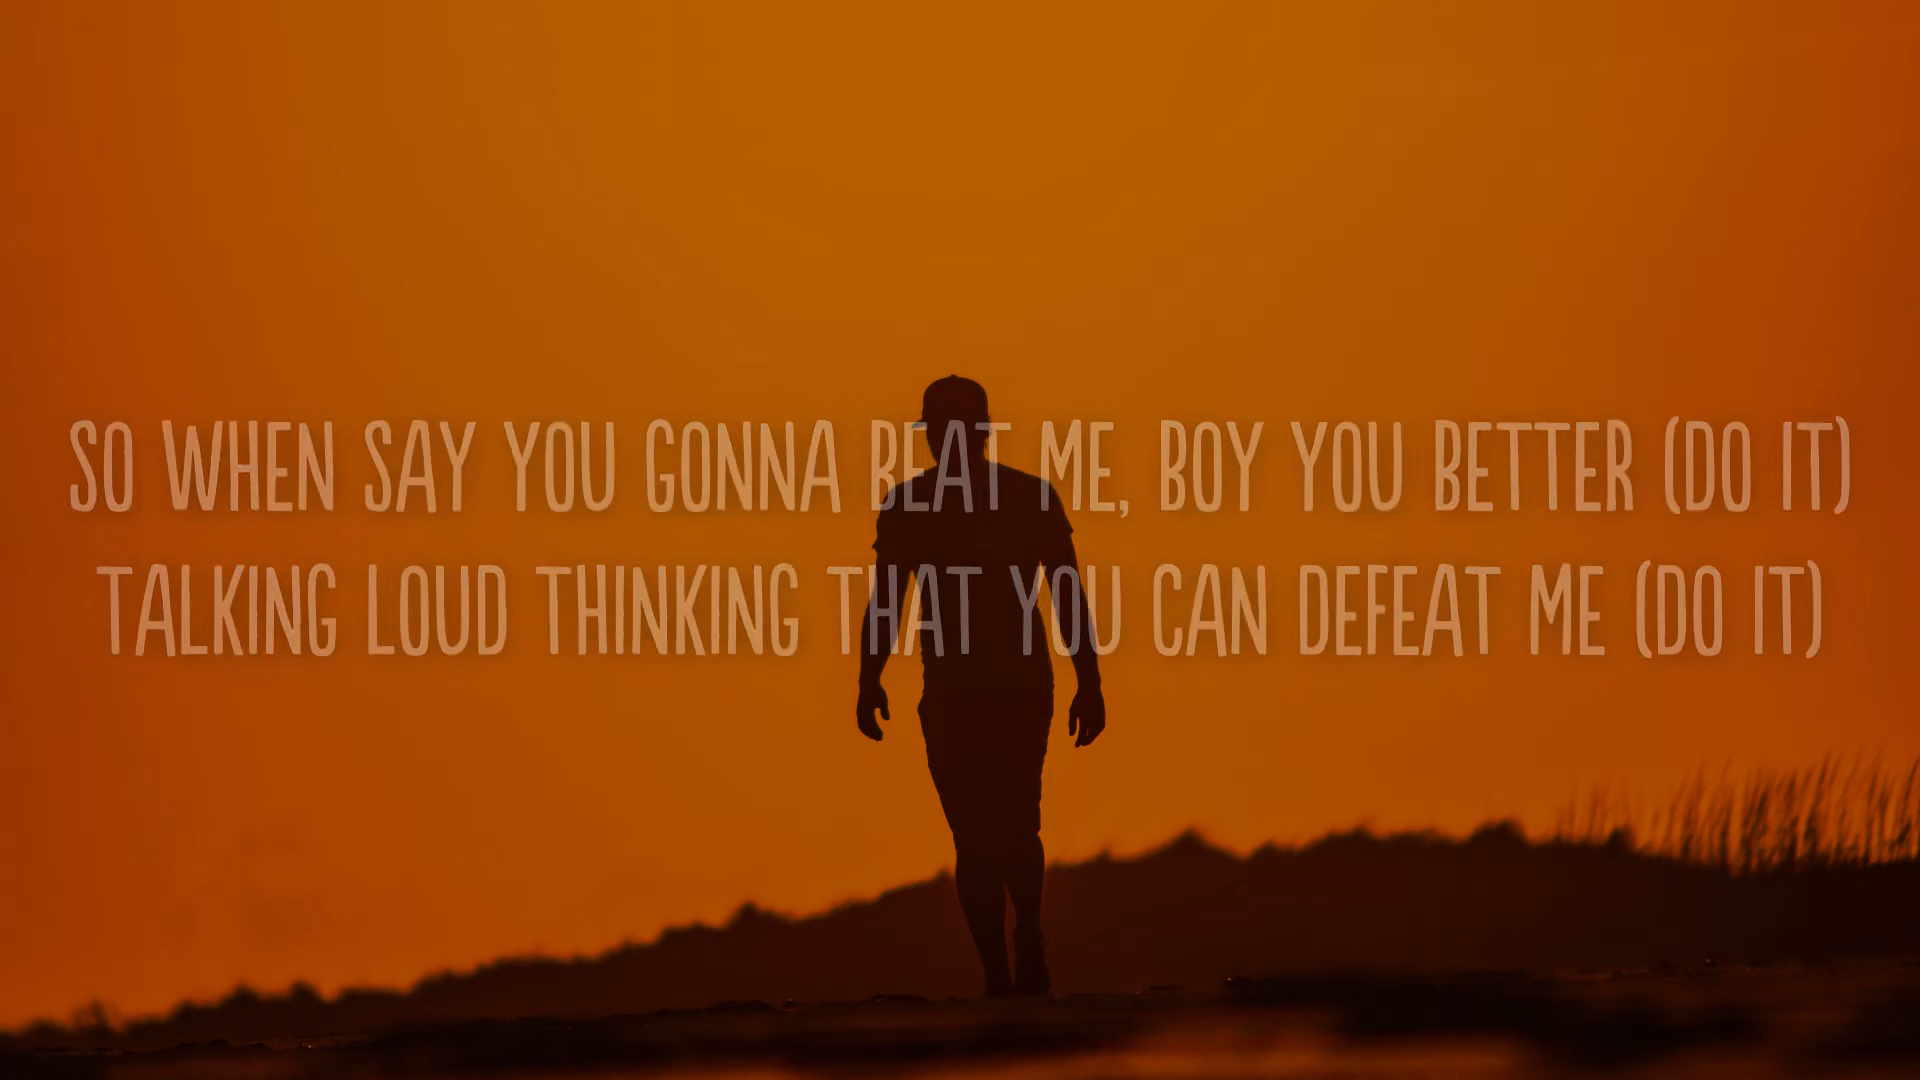 SO WHEN SAY YOU GONNA BEAT ME, BOY YOU BETTER (DO IT)
TALKING LOUD THINKING THAT YOU CAN DEFEAT ME (DO IT)